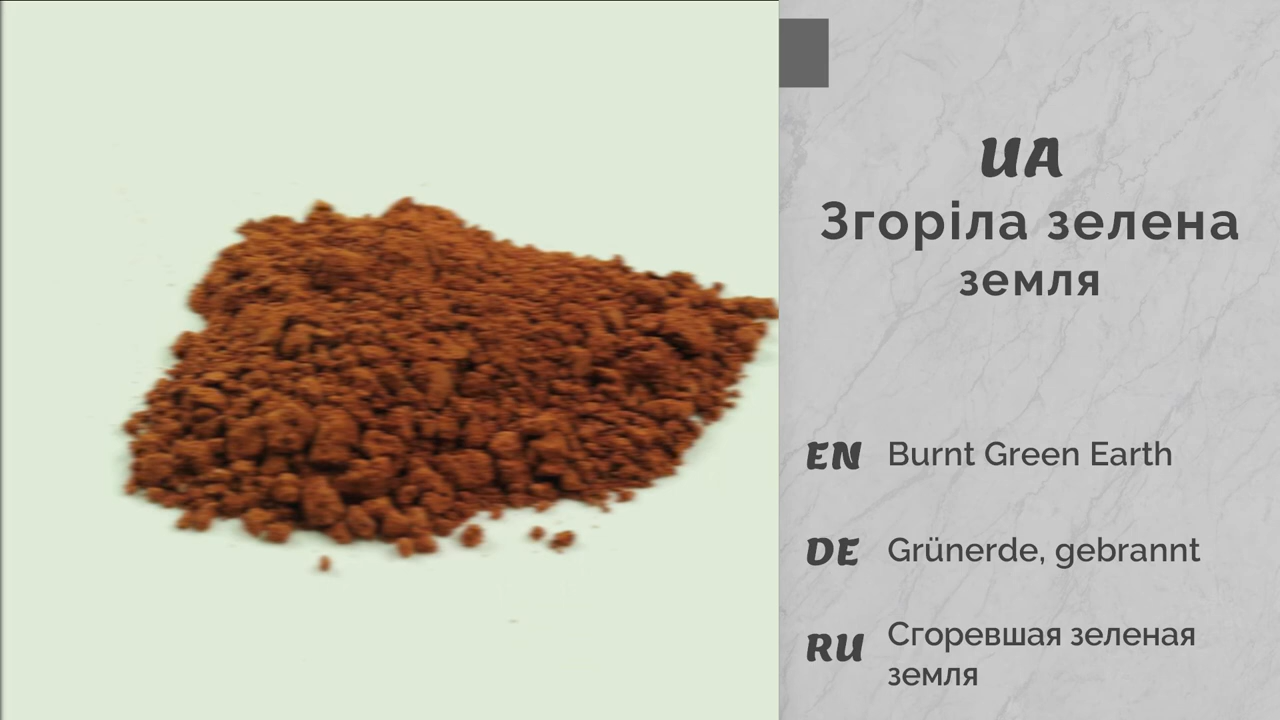 UA
Згоріла зелена
земля
EN Burnt Green Earth
DE Grünerde, gebrannt
RU Сгоревшая зеленая
земля